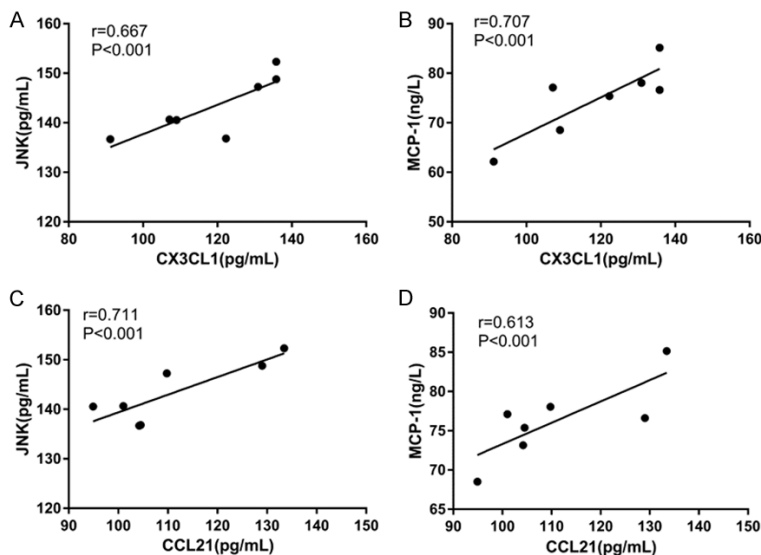 A
r=0.667
P<0.001
JNK(pg/mL)
160
150
140
130
120
80 100 120 140 160
CX3CL1(pg/mL)
B
r=0.707
P<0.001
MCP-1(ng/L)
90
80
70
60
50
80 100 120 140 160
CX3CL1(pg/mL)
C
r=0.711
P<0.001
JNK(pg/mL)
160
150
140
130
120
90 100 110 120 130 140 150
CCL21(pg/mL)
D
r=0.613
P<0.001
MCP-1(ng/L)
90
85
80
75
70
65
90 100 110 120 130 140 150
CCL21(pg/mL)